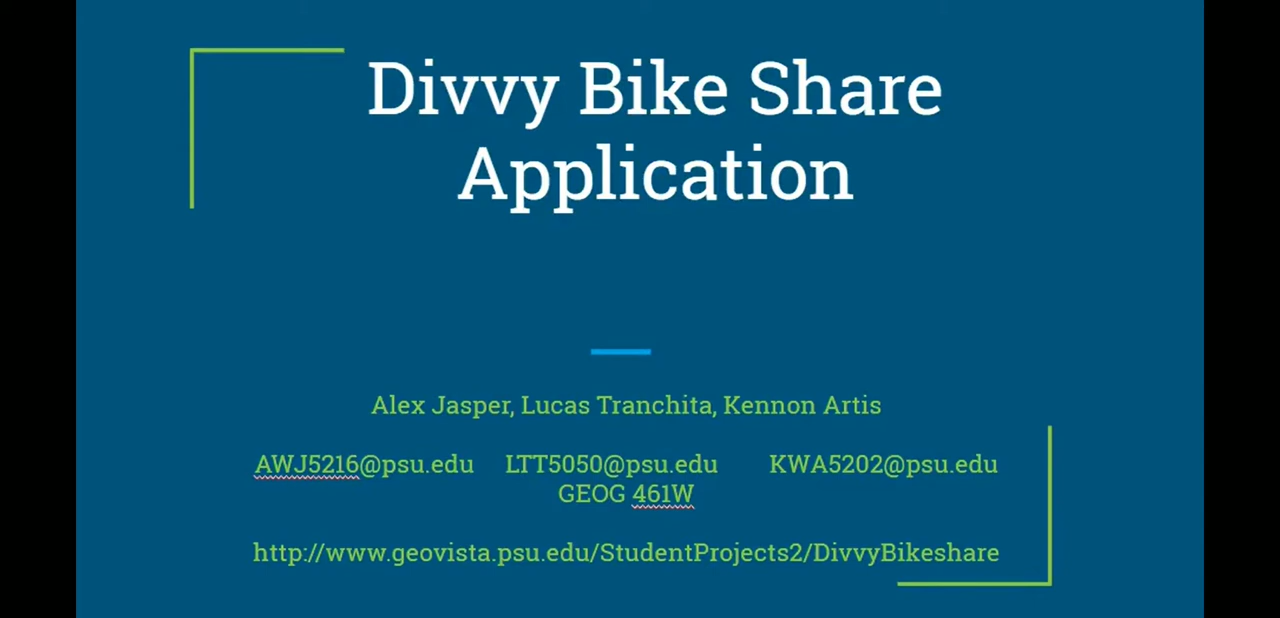 Divvy Bike Share
Application
Alex Jasper, Lucas Tranchita, Kennon Artis
AWJ5216@psu.edu LTT5050@psu.edu KWA5202@psu.edu
GEOG 461W
http://www.geovista.psu.edu/StudentProjects2/DivvyBikeshare